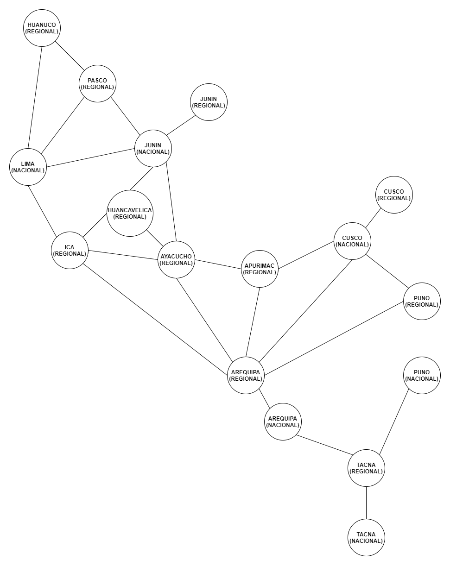 HUANUCO
(REGIONAL)
PASCO
(REGIONAL)
JUNIN
(REGIONAL)
JUNIN
(NACIONAL)
LIMA
(NACIONAL)
CUSCO
(REGIONAL)
HUANCAVELICA
(REGIONAL)
CUSCO
(NACIONAL)
ICA
(REGIONAL)
AYACUCHO
(REGIONAL)
APURIMAC
(REGIONAL)
PUNO
(REGIONAL)
AREQUIPA
(REGIONAL)
PUNO
(NACIONAL)
AREQUIPA
(NACIONAL)
TACNA
(REGIONAL)
TACNA
(NACIONAL)